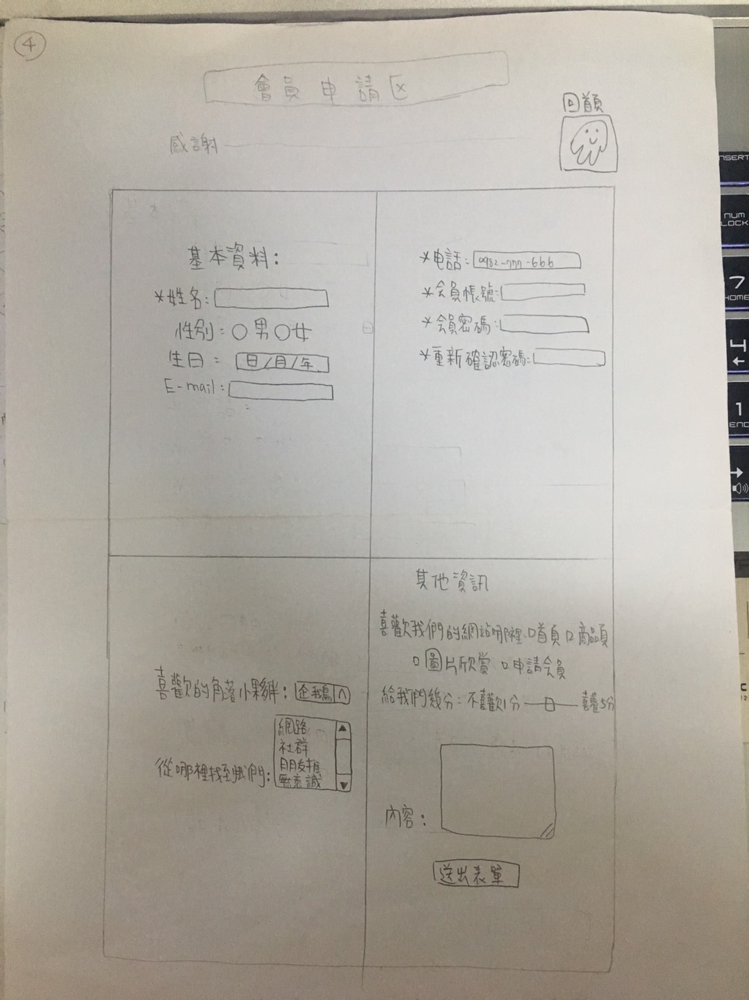 4
會員申請区
回首頁
感謝
基本資料:
*姓名:
性別: ○男○女
生日: 日/月/年
E-mail:
*电話: 0982-777-666
*会員帳號:
*会員密碼:
*重新確認密碼:
喜歡的角落小夥伴: 企鵝 ^
從哪裡找到我們:
網路
社群
朋友推
無意識
其他資訊
喜歡我們的網站哪裡:□首頁 □商品頁
□圖片欣賞 □申請会員
給我們幾分: 不喜歡1分 喜歡5分
內容:
送出表單
INSERT
NUM
LOCK
7
HOME
4
←
1
END